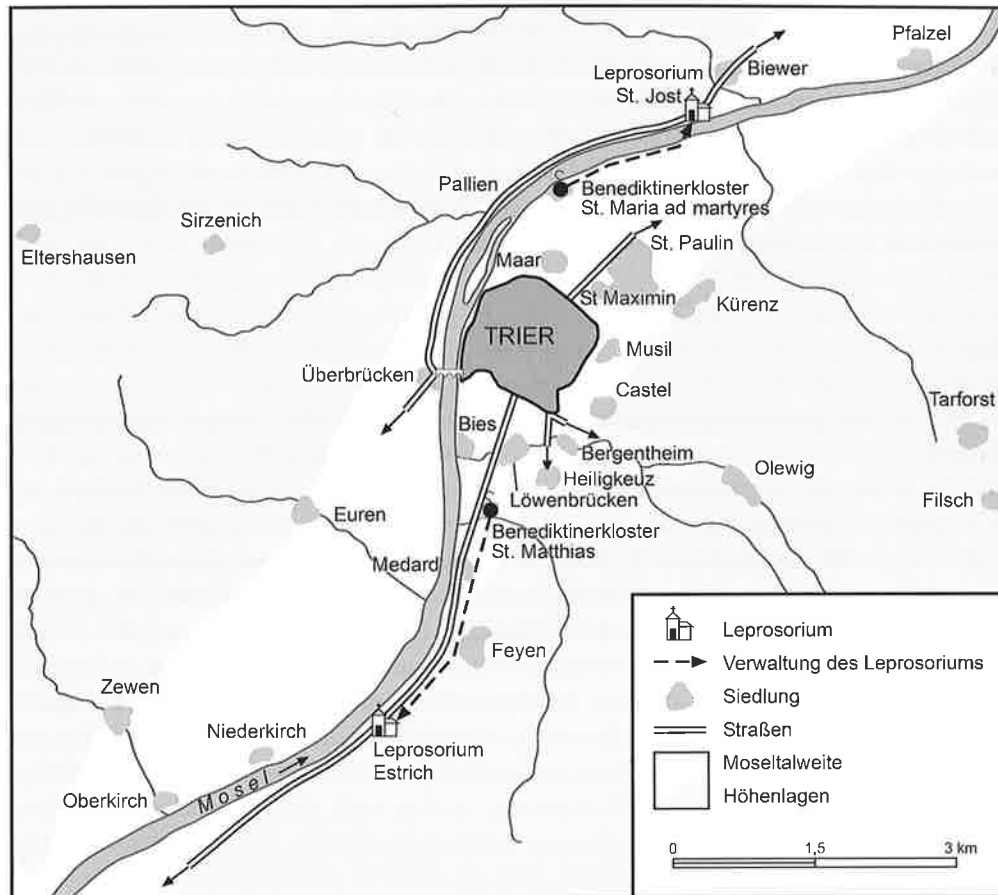 Pfalzel
Biewer
Leprosorium
St. Jost
Pallien
Benediktinerkloster
St. Maria ad martyres
Sirzenich
Eltershausen
St. Paulin
Maar
St Maximin
Kürenz
TRIER
Musil
Überbrücken
Castel
Tarforst
Bies
Bergentheim
Olewig
Heiligkeuz
Löwenbrücken
Filsch
Euren
Benediktinerkloster
St. Matthias
Medard
Feyen
Zewen
Niederkirch
Leprosorium
Estrich
Mosel
Oberkirch
Leprosorium
Verwaltung des Leprosoriums
Siedlung
Straßen
Moseltalweite
Höhenlagen
0 1,5 3 km